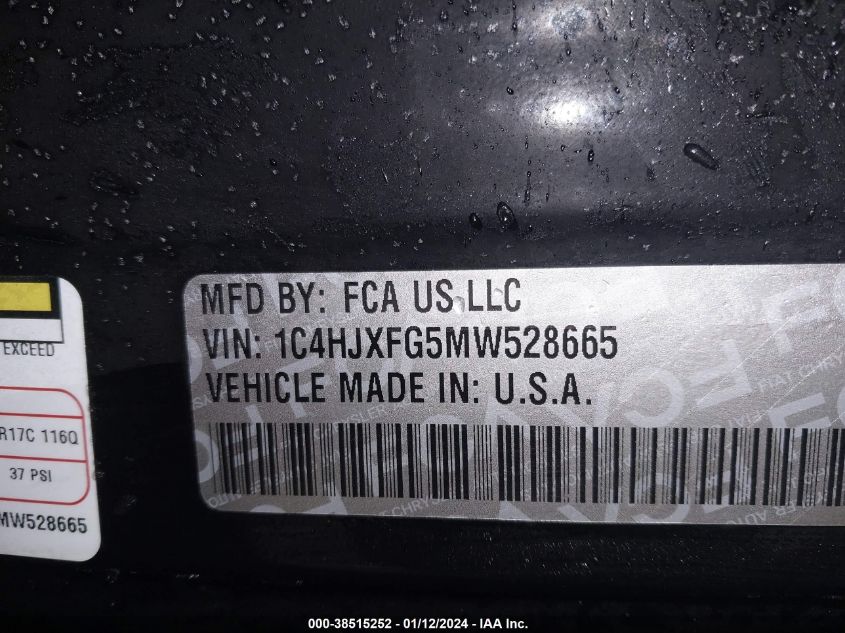 MFD BY: FCA US LLC
VIN: 1C4HJXFG5MW528665
VEHICLE MADE IN: U.S.A.
EXCEED
R17C 116Q
37 PSI
MW528665
000-38515252 - 01/12/2024 - IAA Inc.